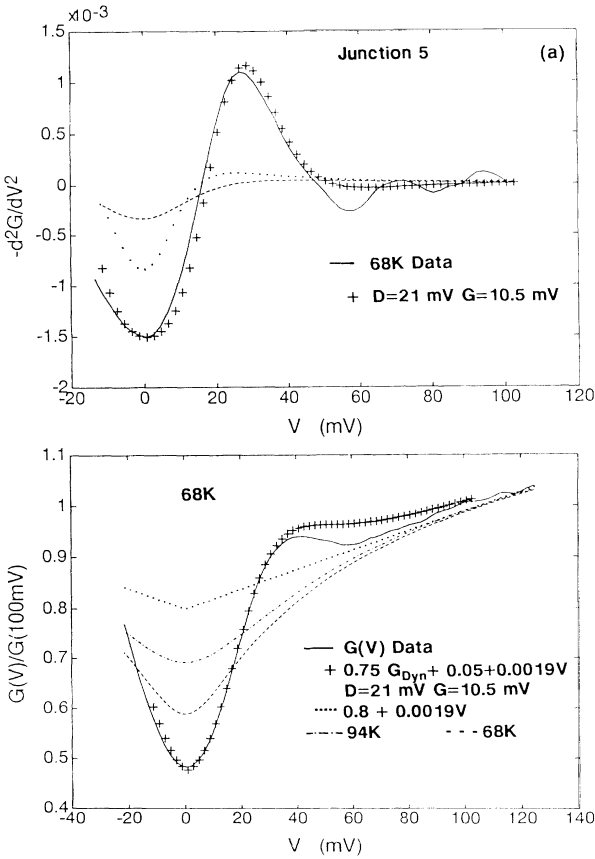 ×10-3
Junction 5 (a)
1.5
1
0.5
0
-0.5
-1
-1.5
-2
-d2G/dV2
68K Data
+ D=21 mV G=10.5 mV
-20 0 20 40 60 80 100 120
V (mV)
1.1
1
0.9
0.8
0.7
0.6
0.5
0.4
G(V)/G(100mV)
68K
G(V) Data
+ 0.75 GDyn+ 0.05+0.0019V
D=21 mV G=10.5 mV
0.8 + 0.0019V
94K 68K
-40 -20 0 20 40 60 80 100 120 140
V (mV)